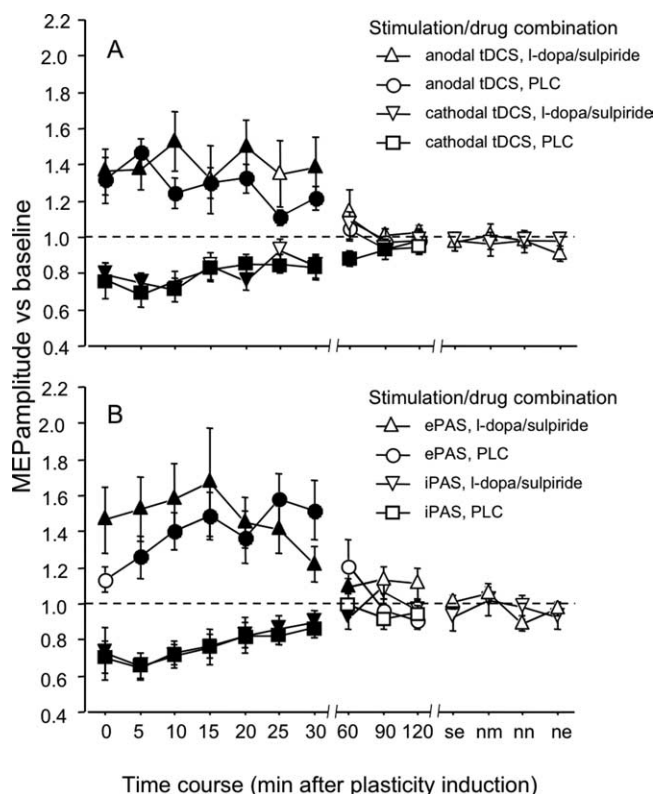 A
Stimulation/drug combination
anodal tDCS, l-dopa/sulpiride
anodal tDCS, PLC
cathodal tDCS, l-dopa/sulpiride
cathodal tDCS, PLC
2.2
2.0
1.8
1.6
1.4
1.2
1.0
0.8
0.6
0.4
MEPamplitude vs baseline
B
Stimulation/drug combination
ePAS, l-dopa/sulpiride
ePAS, PLC
iPAS, l-dopa/sulpiride
iPAS, PLC
2.2
2.0
1.8
1.6
1.4
1.2
1.0
0.8
0.6
0.4
0 5 10 15 20 25 30 60 90 120 se nm nn ne
Time course (min after plasticity induction)